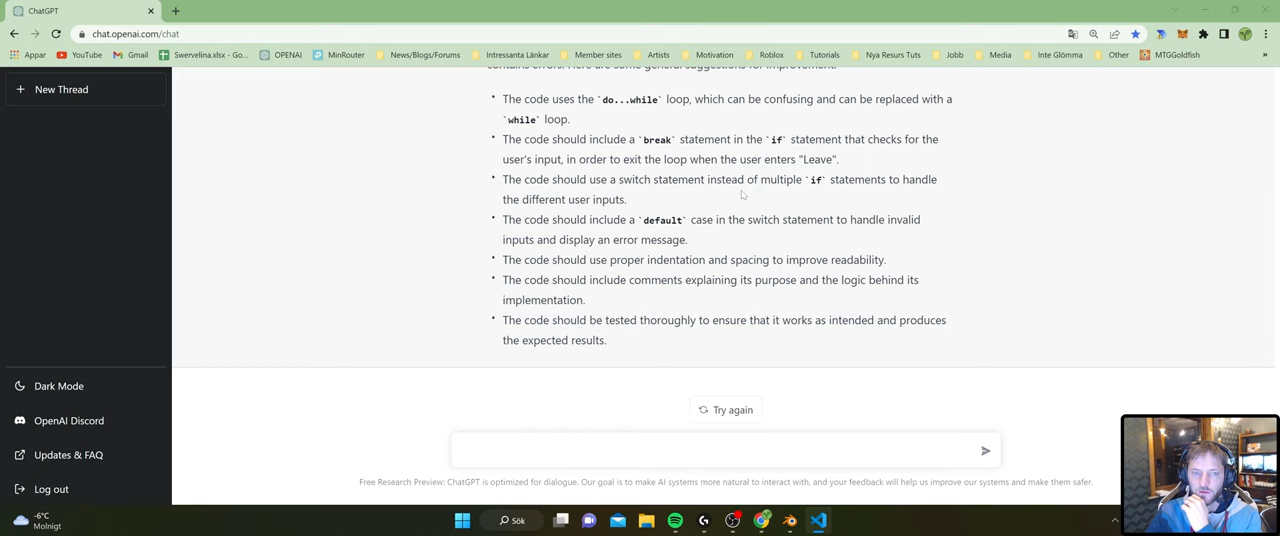 ChatGPT
chat.openai.com/chat
Appar YouTube Gmail Swervelina.xlsx - Go... OPENAI MinRouter News/Blogs/Forums Intressanta Länkar Member sites Artists Motivation Roblox Tutorials Nya Resurs Tuts Jobb Media Inte Glömma Other MTGGoldfish »
+ New Thread
contains errors. Here are some general suggestions for improvement:
• The code uses the `do...while` loop, which can be confusing and can be replaced with a
`while` loop.
• The code should include a `break` statement in the `if` statement that checks for the
user's input, in order to exit the loop when the user enters "Leave".
• The code should use a switch statement instead of multiple `if` statements to handle
the different user inputs.
• The code should include a `default` case in the switch statement to handle invalid
inputs and display an error message.
• The code should use proper indentation and spacing to improve readability.
• The code should include comments explaining its purpose and the logic behind its
implementation.
• The code should be tested thoroughly to ensure that it works as intended and produces
the expected results.
Dark Mode
OpenAI Discord
Updates & FAQ
Log out
Try again
Free Research Preview: ChatGPT is optimized for dialogue. Our goal is to make AI systems more natural to interact with, and your feedback will help us improve our systems and make them safer.
-6°C
Molnigt
Sök